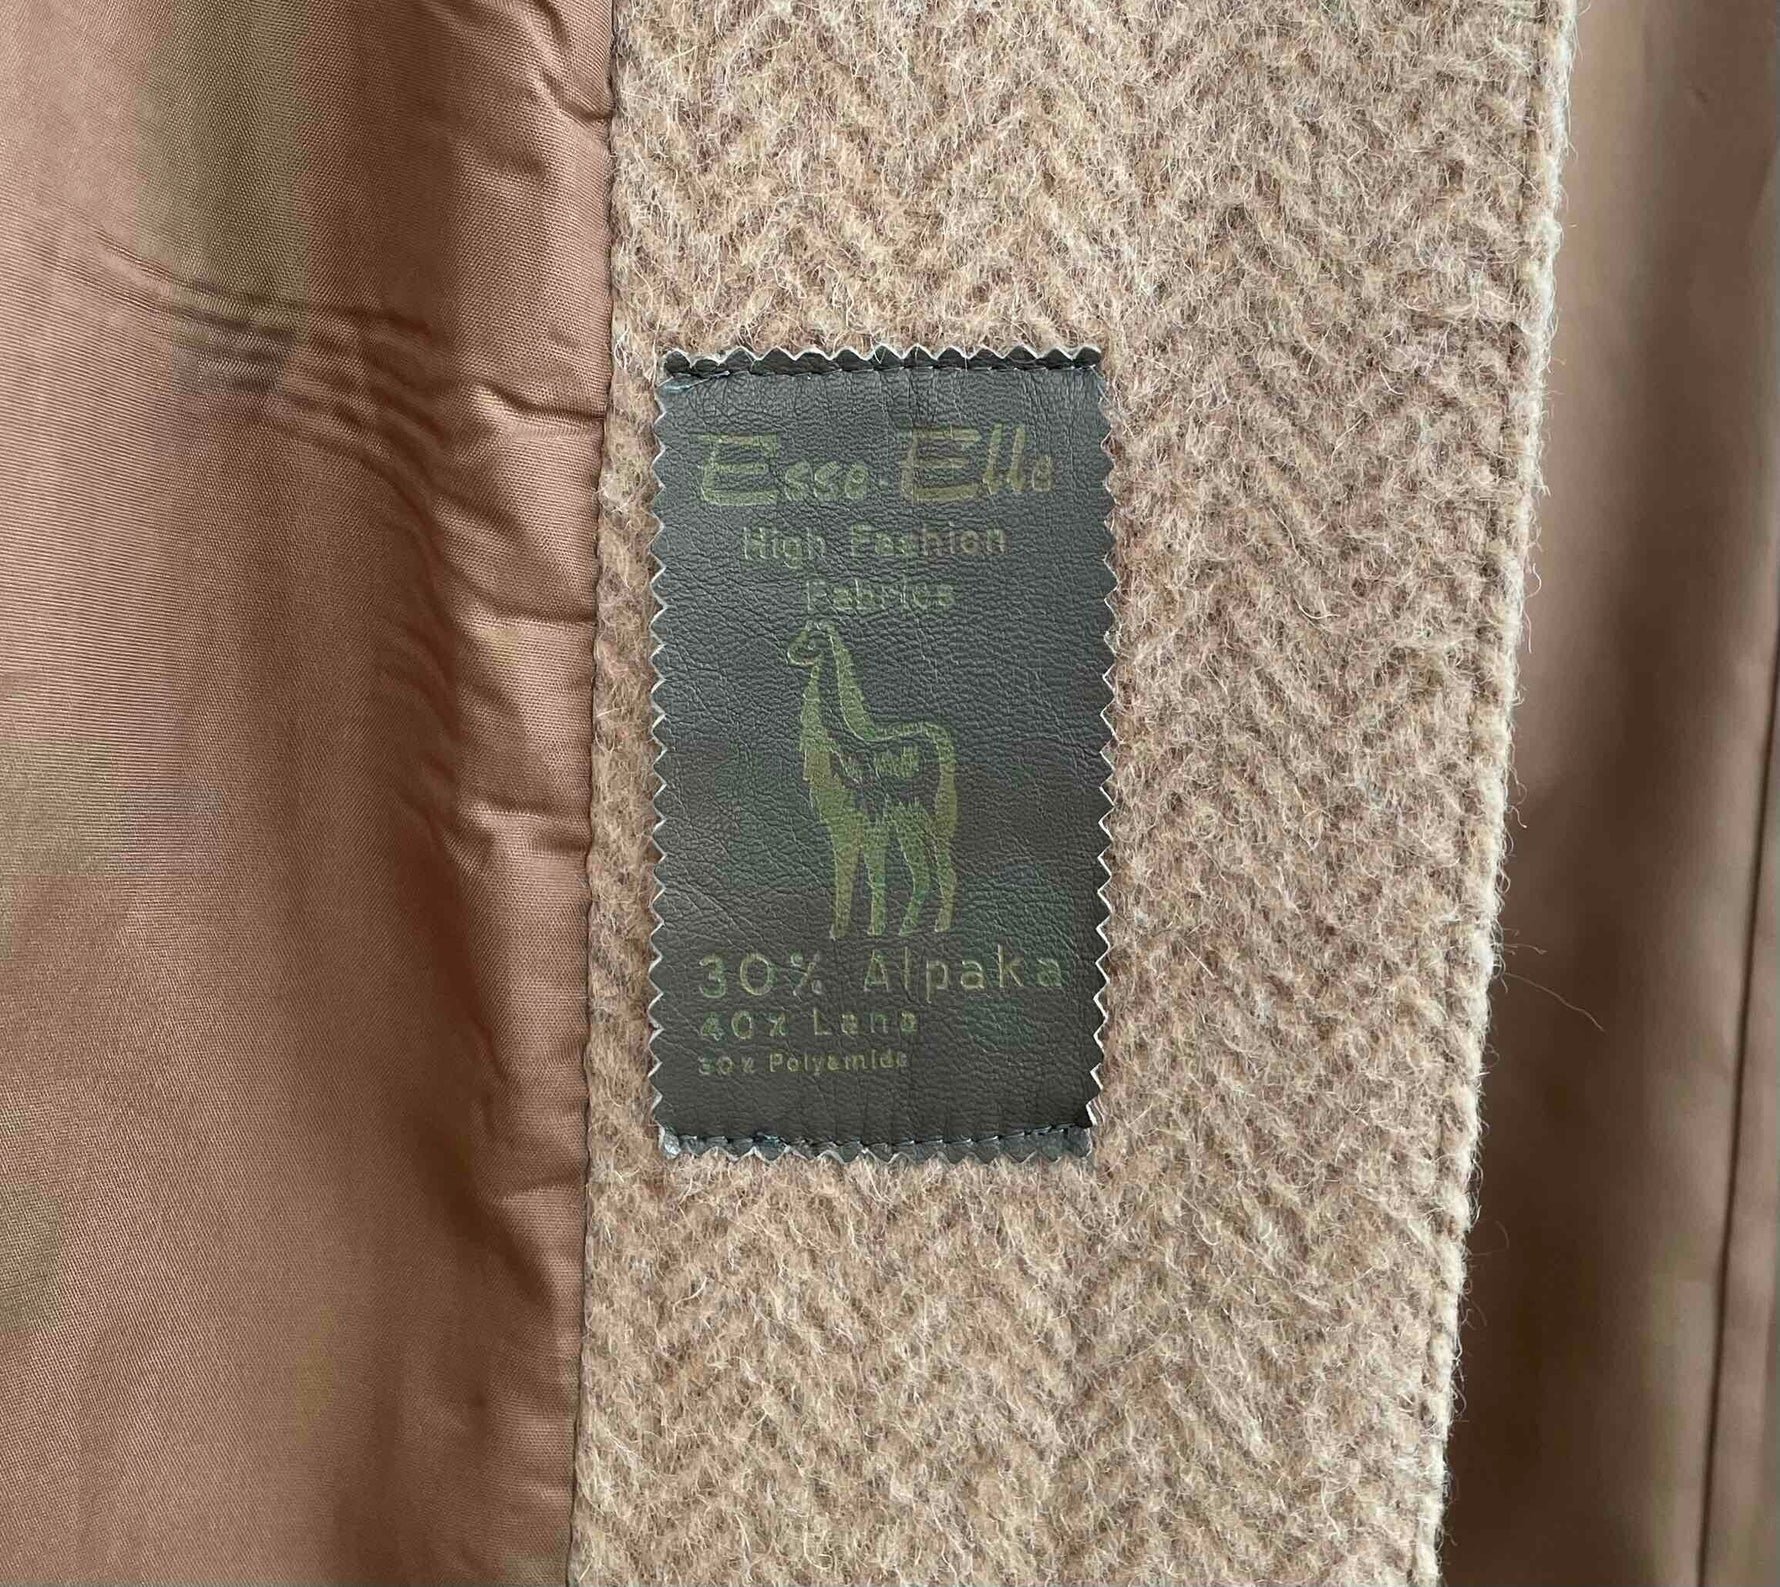 Esse-Elle
High Fashion
Fabrics
30% Alpaka
40% Lana
30% Polyamide